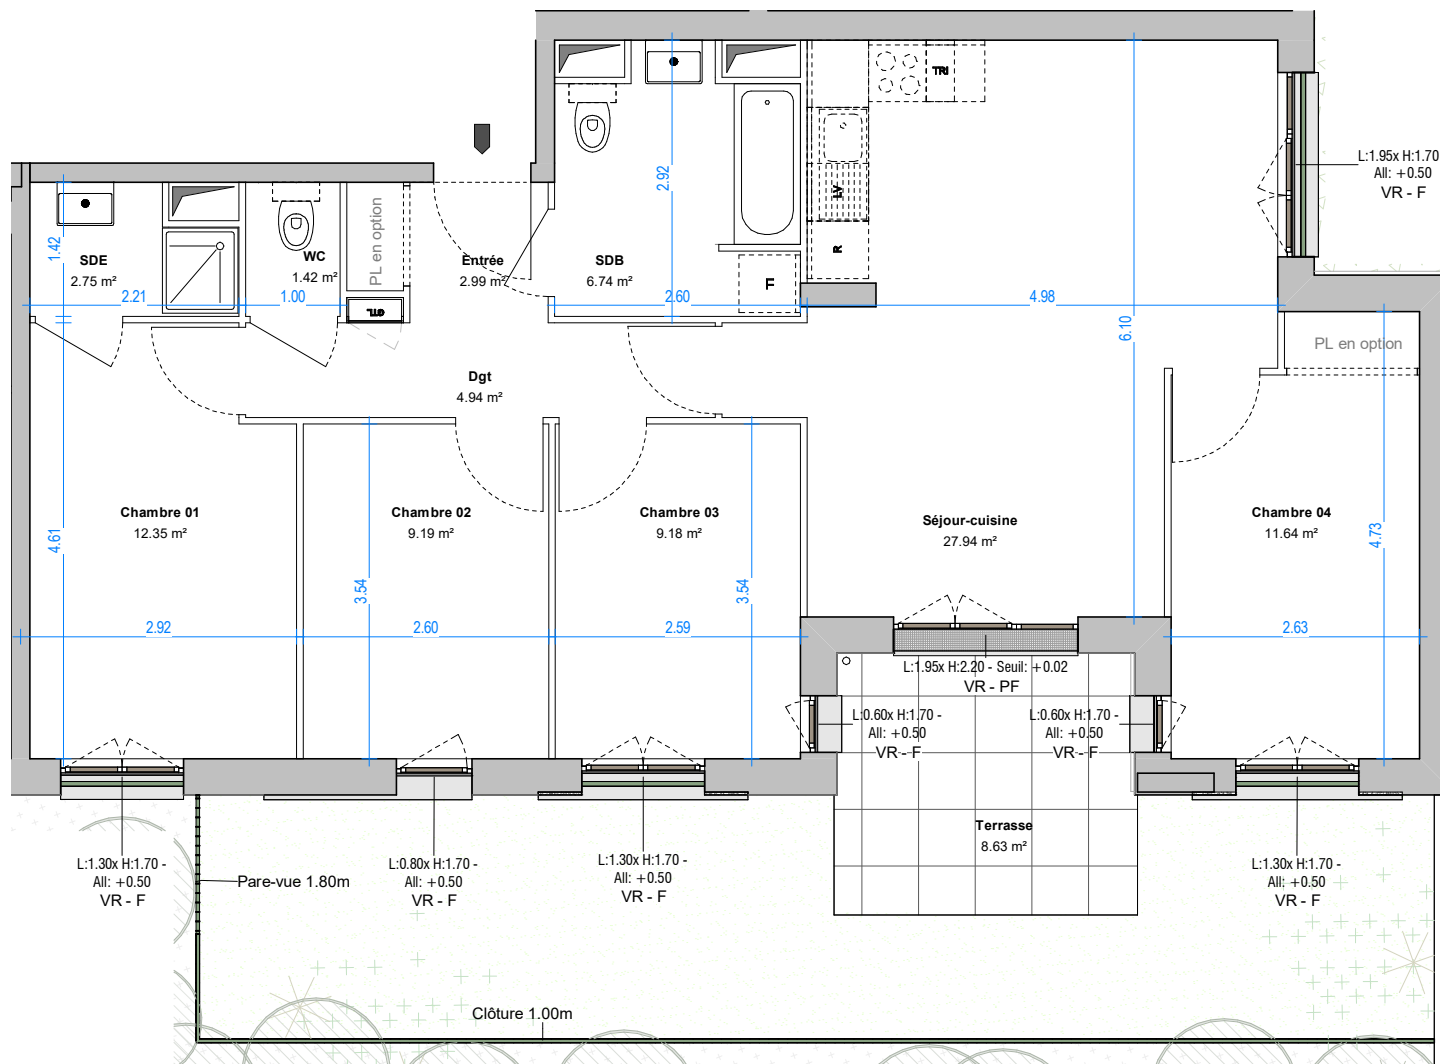 TRI
LV
R
TI
2.92
L:1.95x H:1.70
All: +0.50
VR - F
1.42
SDE
2.75 m²
2.21
WC
1.42 m²
1.00
PL en option
GTL
Entrée
2.99 m²
SDB
6.74 m²
2.60
4.98
6.10
PL en option
Dgt
4.94 m²
Chambre 01
12.35 m²
Chambre 02
9.19 m²
Chambre 03
9.18 m²
Séjour-cuisine
27.94 m²
Chambre 04
11.64 m²
4.61
3.54
3.54
4.73
2.92
2.60
2.59
2.63
L:1.95x H:2.20 - Seuil: +0.02
VR - PF
L:0.60x H:1.70 -
All: +0.50
VR - F
L:0.60x H:1.70 -
All: +0.50
VR - F
Terrasse
8.63 m²
L:1.30x H:1.70 -
All: +0.50
VR - F
Pare-vue 1.80m
L:0.80x H:1.70 -
All: +0.50
VR - F
L:1.30x H:1.70 -
All: +0.50
VR - F
L:1.30x H:1.70 -
All: +0.50
VR - F
Clôture 1.00m